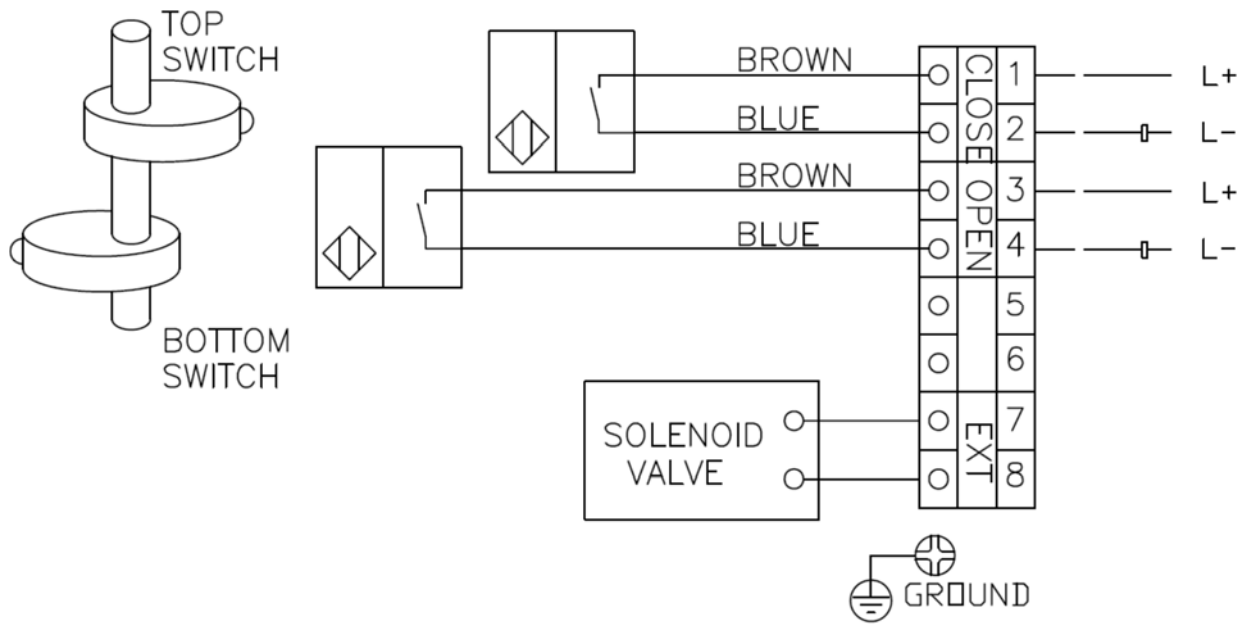 TOP
SWITCH
BOTTOM
SWITCH
BROWN
BLUE
BROWN
BLUE
CLOSE
OPEN
EXT
1
2
3
4
5
6
7
8
L+
L-
L+
L-
SOLENOID
VALVE
GROUND